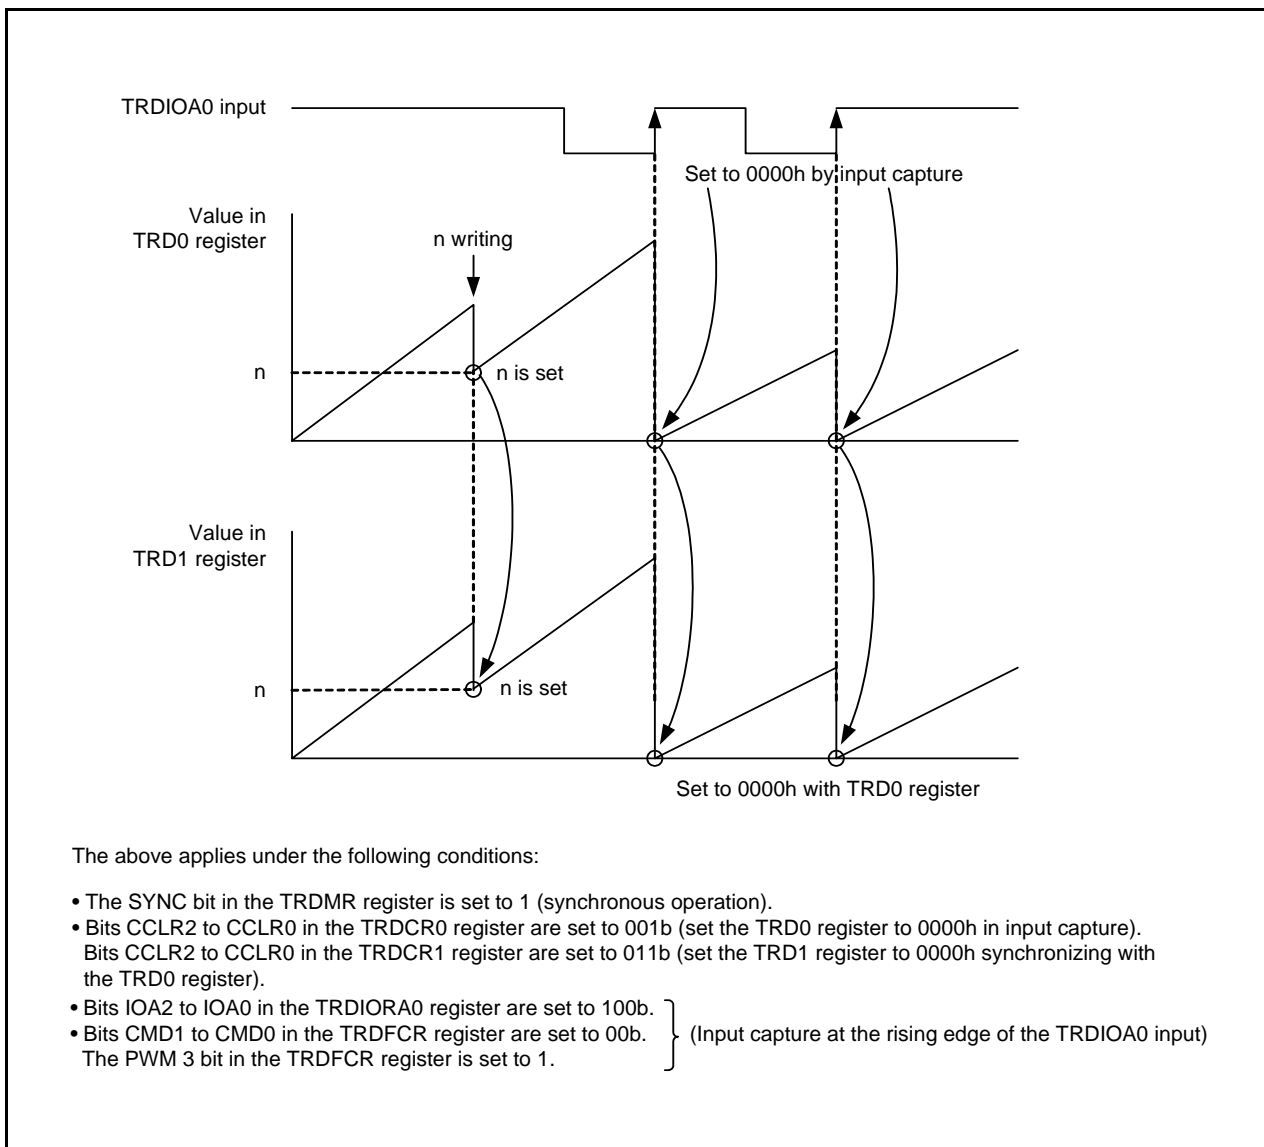 TRDIOA0 input
Set to 0000h by input capture
Value in
TRD0 register
n writing
n
n is set
Value in
TRD1 register
n
n is set
Set to 0000h with TRD0 register
The above applies under the following conditions:
• The SYNC bit in the TRDMR register is set to 1 (synchronous operation).
• Bits CCLR2 to CCLR0 in the TRDCR0 register are set to 001b (set the TRD0 register to 0000h in input capture).
Bits CCLR2 to CCLR0 in the TRDCR1 register are set to 011b (set the TRD1 register to 0000h synchronizing with
the TRD0 register).
• Bits IOA2 to IOA0 in the TRDIORA0 register are set to 100b.
• Bits CMD1 to CMD0 in the TRDFCR register are set to 00b.
The PWM 3 bit in the TRDFCR register is set to 1.
(Input capture at the rising edge of the TRDIOA0 input)